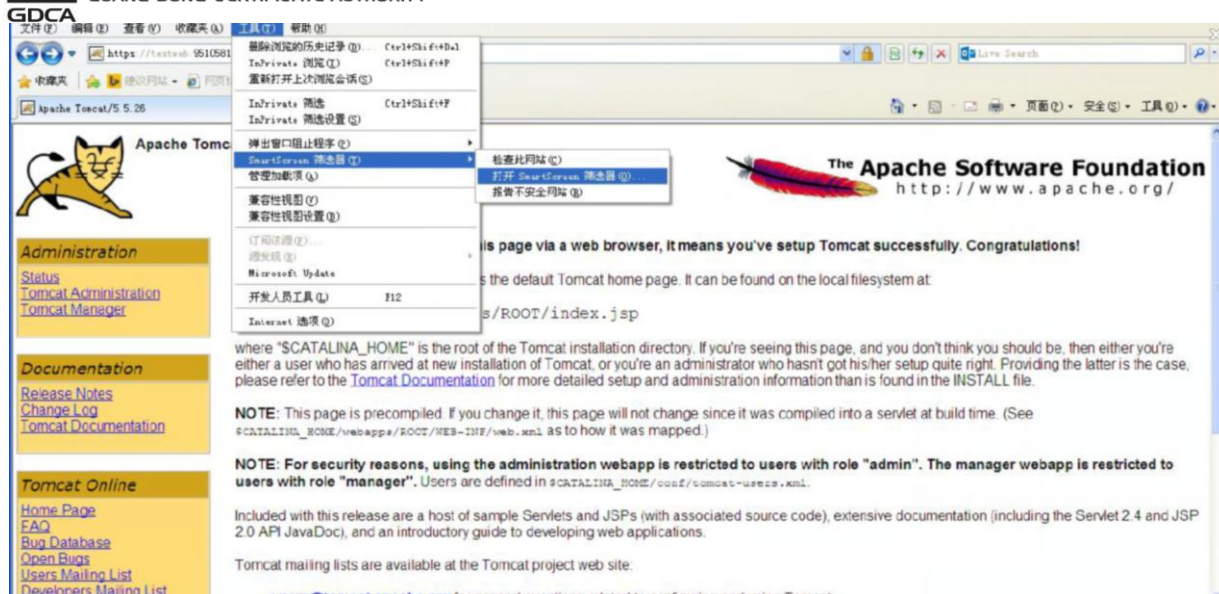 GDCA
文件(F) 编辑(E) 查看(V) 收藏夹(A) 工具(T) 帮助(H)
https://testweb.9510581
Live Search
收藏夹 建议网站
Apache Tomcat/5.5.26
页面(P) 安全(S) 工具(O)
删除浏览的历史记录(D)... Ctrl+Shift+Del
InPrivate 浏览(I) Ctrl+Shift+P
重新打开上次浏览会话(S)
InPrivate 筛选 Ctrl+Shift+F
InPrivate 筛选设置(S)
弹出窗口阻止程序(P)
SmartScreen 筛选器(T)
管理加载项(A)
兼容性视图(V)
兼容性视图设置(B)
订阅该源(F)...
源发现(E)
Microsoft Update
开发人员工具(L) F12
Internet 选项(O)
检查此网站(C)
打开 SmartScreen 筛选器(O)...
报告不安全网站(R)
Apache Tomc
The Apache Software Foundation
http://www.apache.org/
Administration
Status
Tomcat Administration
Tomcat Manager
Documentation
Release Notes
Change Log
Tomcat Documentation
Tomcat Online
Home Page
FAQ
Bug Database
Open Bugs
Users Mailing List
Developers Mailing List
is page via a web browser, it means you've setup Tomcat successfully. Congratulations!
s the default Tomcat home page. It can be found on the local filesystem at:
s/ROOT/index.jsp
where "$CATALINA_HOME" is the root of the Tomcat installation directory. If you're seeing this page, and you don't think you should be, then either you're
either a user who has arrived at new installation of Tomcat, or you're an administrator who hasn't got his/her setup quite right. Providing the latter is the case,
please refer to the Tomcat Documentation for more detailed setup and administration information than is found in the INSTALL file.
NOTE: This page is precompiled. If you change it, this page will not change since it was compiled into a servlet at build time. (See
$CATALINA_HOME/webapps/ROOT/WEB-INF/web.xml as to how it was mapped.)
NOTE: For security reasons, using the administration webapp is restricted to users with role "admin". The manager webapp is restricted to
users with role "manager". Users are defined in $CATALINA_HOME/conf/tomcat-users.xml.
Included with this release are a host of sample Servlets and JSPs (with associated source code), extensive documentation (including the Servlet 2.4 and JSP
2.0 API JavaDoc), and an introductory guide to developing web applications.
Tomcat mailing lists are available at the Tomcat project web site: